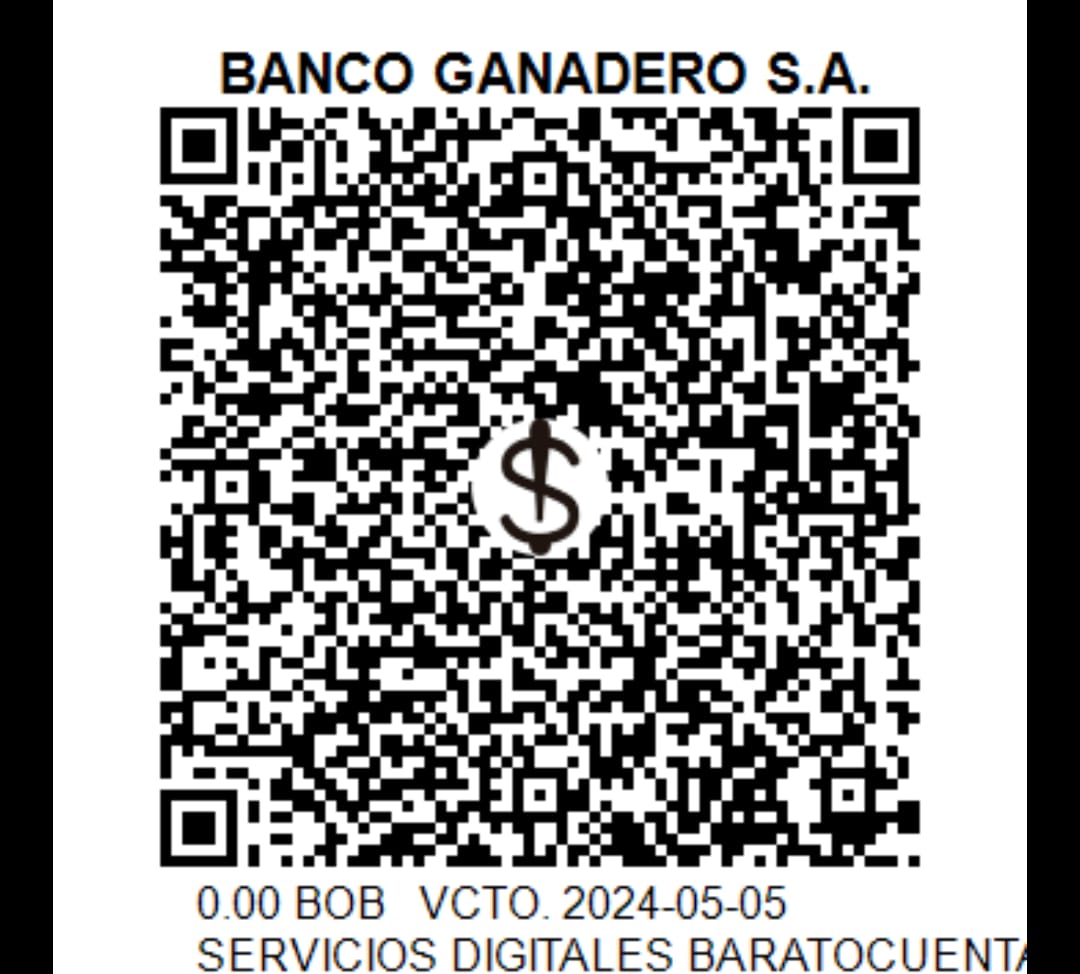 BANCO GANADERO S.A.
$
0.00 BOB VCTO. 2024-05-05
SERVICIOS DIGITALES BARATOCUENTA